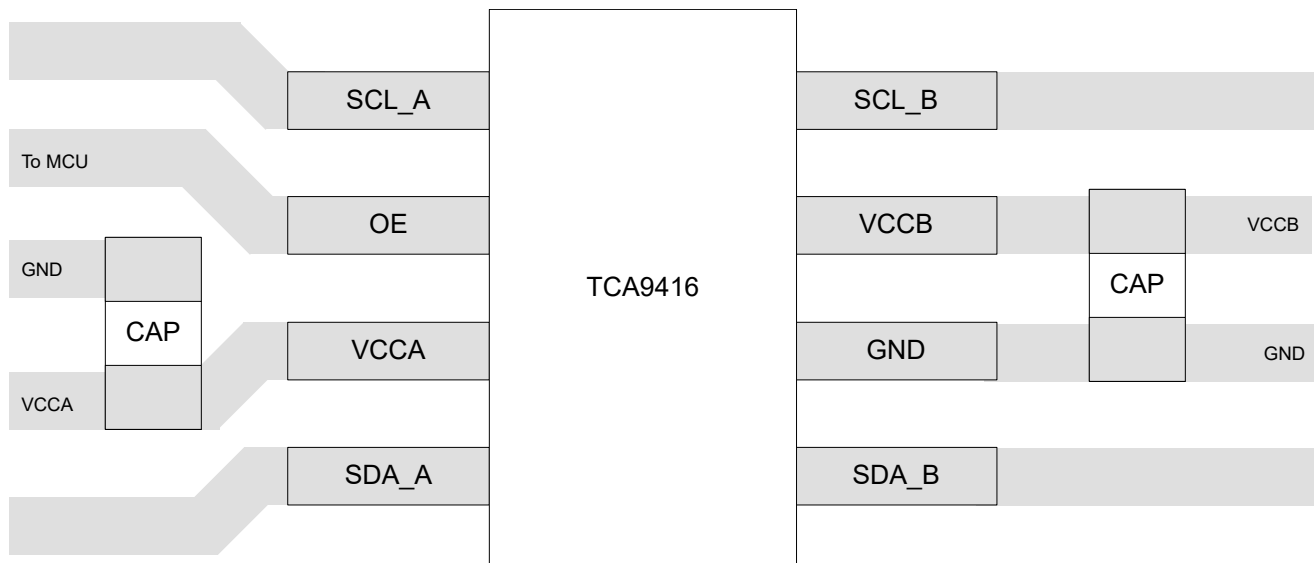 SCL_A
SCL_B
To MCU
OE
VCCB
VCCB
GND
TCA9416
CAP
CAP
VCCA
GND
GND
VCCA
SDA_A
SDA_B